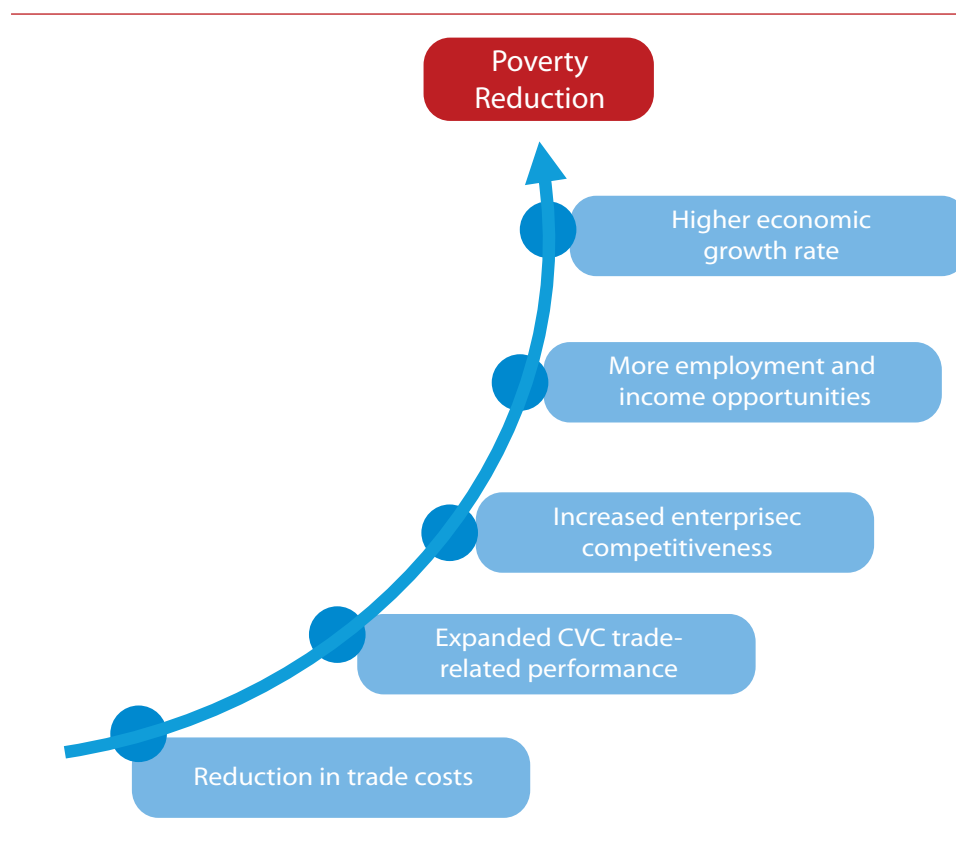 Poverty
Reduction
Higher economic
growth rate
More employment and
income opportunities
Increased enterprisec
competitiveness
Expanded CVC trade-
related performance
Reduction in trade costs